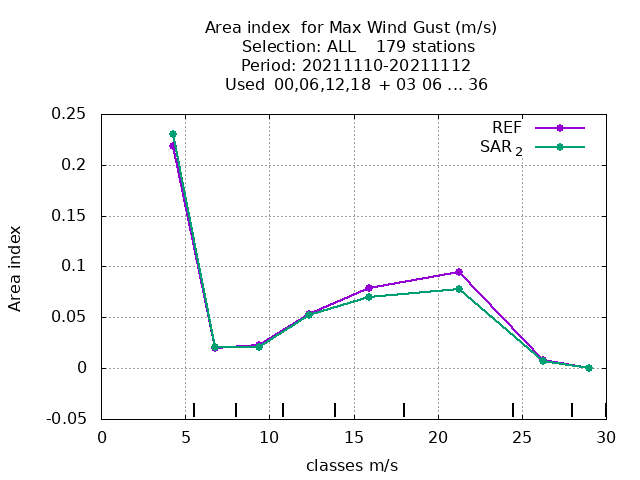 Area index  for Max Wind Gust (m/s)
Selection: ALL    179 stations
Period: 20211110-20211112
Used  00,06,12,18  + 03 06 ... 36
REF
SAR 2
0.25
0.2
0.15
0.1
0.05
0
-0.05
Area index
0 5 10 15 20 25 30
classes m/s